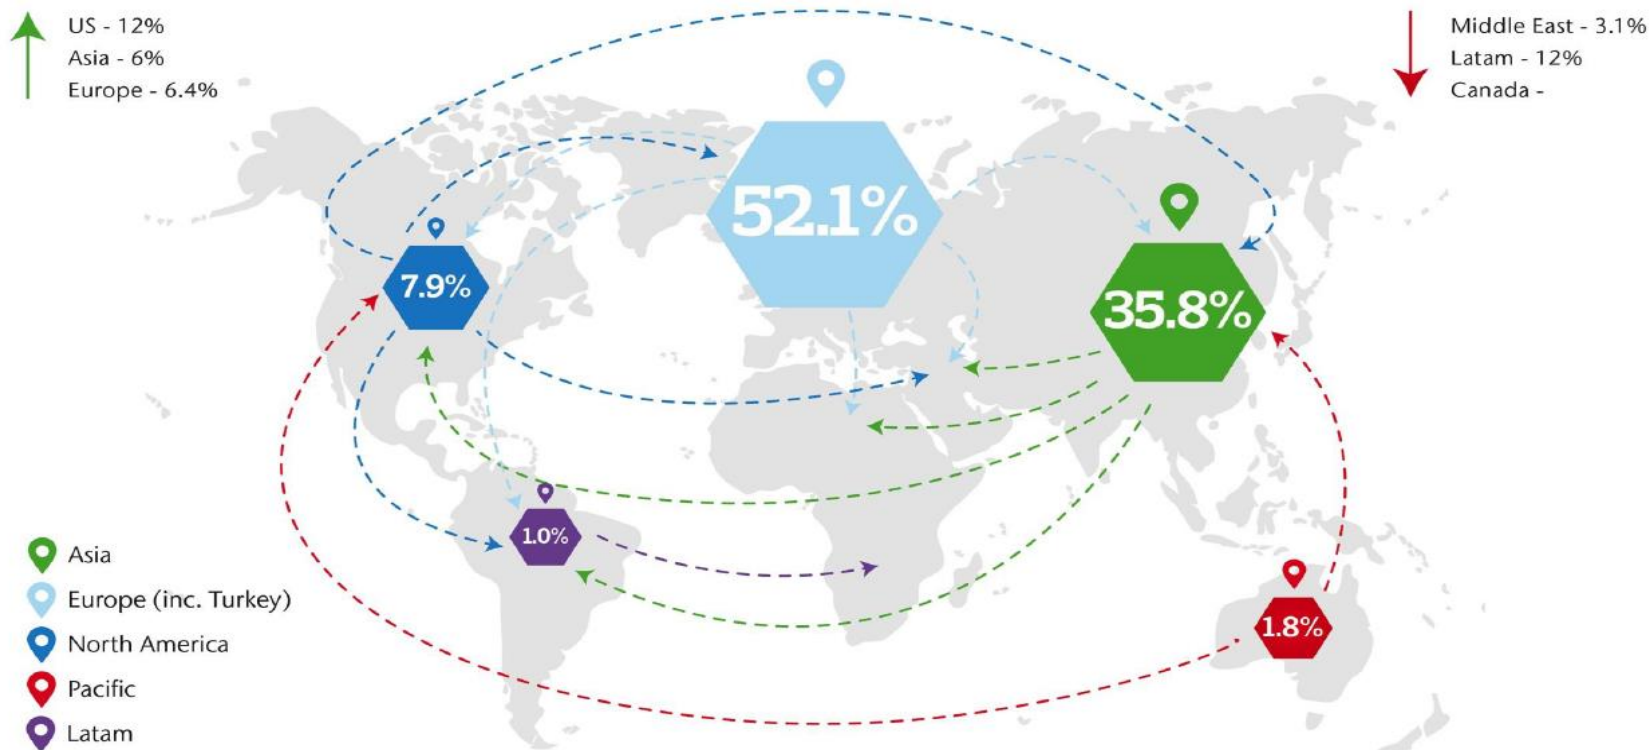 US - 12%
Asia - 6%
Europe - 6.4%
Middle East - 3.1%
Latam - 12%
Canada -
52.1%
7.9%
35.8%
1.0%
1.8%
Asia
Europe (inc. Turkey)
North America
Pacific
Latam